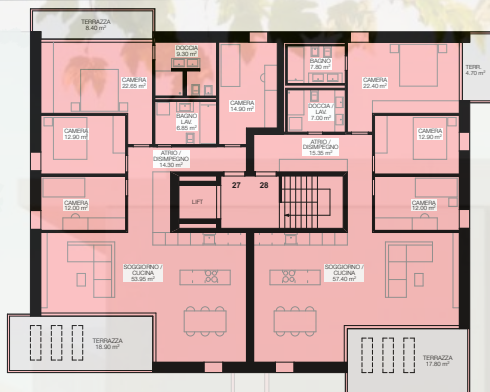 TERRAZZA
8.40 m²
DOCCIA
9.30 m²
CAMERA
22.65 m²
BAGNO
LAV.
6.85 m²
CAMERA
14.90 m²
BAGNO
7.80 m²
DOCCIA /
LAV.
7.00 m²
CAMERA
22.40 m²
TERR.
4.70 m²
CAMERA
12.90 m²
ATRIO /
DISIMPEGNO
14.30 m²
ATRIO /
DISIMPEGNO
15.35 m²
CAMERA
12.90 m²
CAMERA
12.00 m²
LIFT
27
28
CAMERA
12.00 m²
SOGGIORNO /
CUCINA
53.95 m²
SOGGIORNO /
CUCINA
57.40 m²
TERRAZZA
16.90 m²
TERRAZZA
17.80 m²